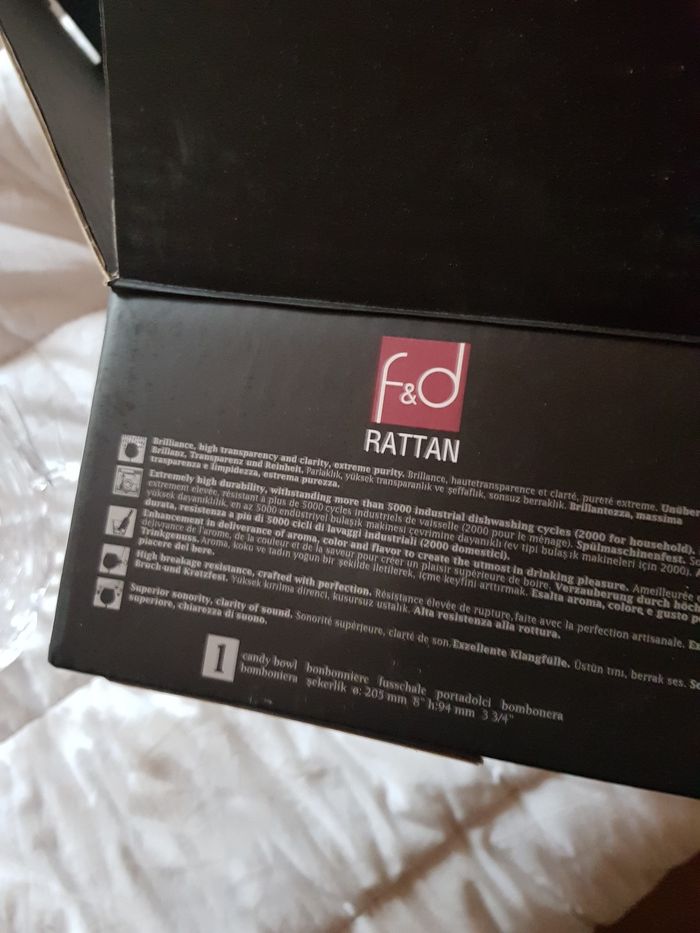 f&d
RATTAN
Brilliance, high transparency and clarity, extreme purity. Brillance, hautetransparence et clarté, pureté extreme.
Brillanz, Transparenz und Reinheit. Parlaklık, yüksek transparanlık ve şeffaflık, sonsuz berraklık. Brillantezza, massima
trasparenza e limpidezza, estrema purezza.
Extremely high durability, withstanding more than 5000 industrial dishwashing cycles (2000 for household).
extrement elevée, résistant à plus de 5000 cycles industriels de vaisselle (2000 pour le ménage). Spülmaschinenfest.
yüksek dayanıklılık, en az 5000 endüstriyel bulaşık makinesi çevrimine dayanıklı (ev tipi bulaşık makineleri için 2000).
durata, resistenza a più di 5000 cicli di lavaggi industriali (2000 domestici).
Enhancement in deliverance of aroma, color and flavor to create the utmost in drinking pleasure. Ameilleurée
délivrance de l'arome, de la couleur et de la saveur pour créer un plaisir supérieure de boire. Verzauberung durch
Trinkgenuss. Aroma, koku ve tadın yoğun bir şekilde iletilerek, içme keyfini arttırmak. Esalta aroma, colore e gusto
piacere del bere.
High breakage resistance, crafted with perfection. Résistance élevée de rupture, faite avec la perfection artisanale.
Bruch-und Kratzfest. Yüksek kırılma direnci, kusursuz ustalık. Alta resistenza alla rottura.
Superior sonority, clarity of sound. Sonorité supérieure, clarté de son. Exzellente Klangfülle. Üstün tını, berrak ses.
superiore, chiarezza di suono.
1 candy bowl bonbonniere fusschale portadolci bombonera
bomboniera şekerlik ø: 205 mm 8" h:94 mm 3 3/4"